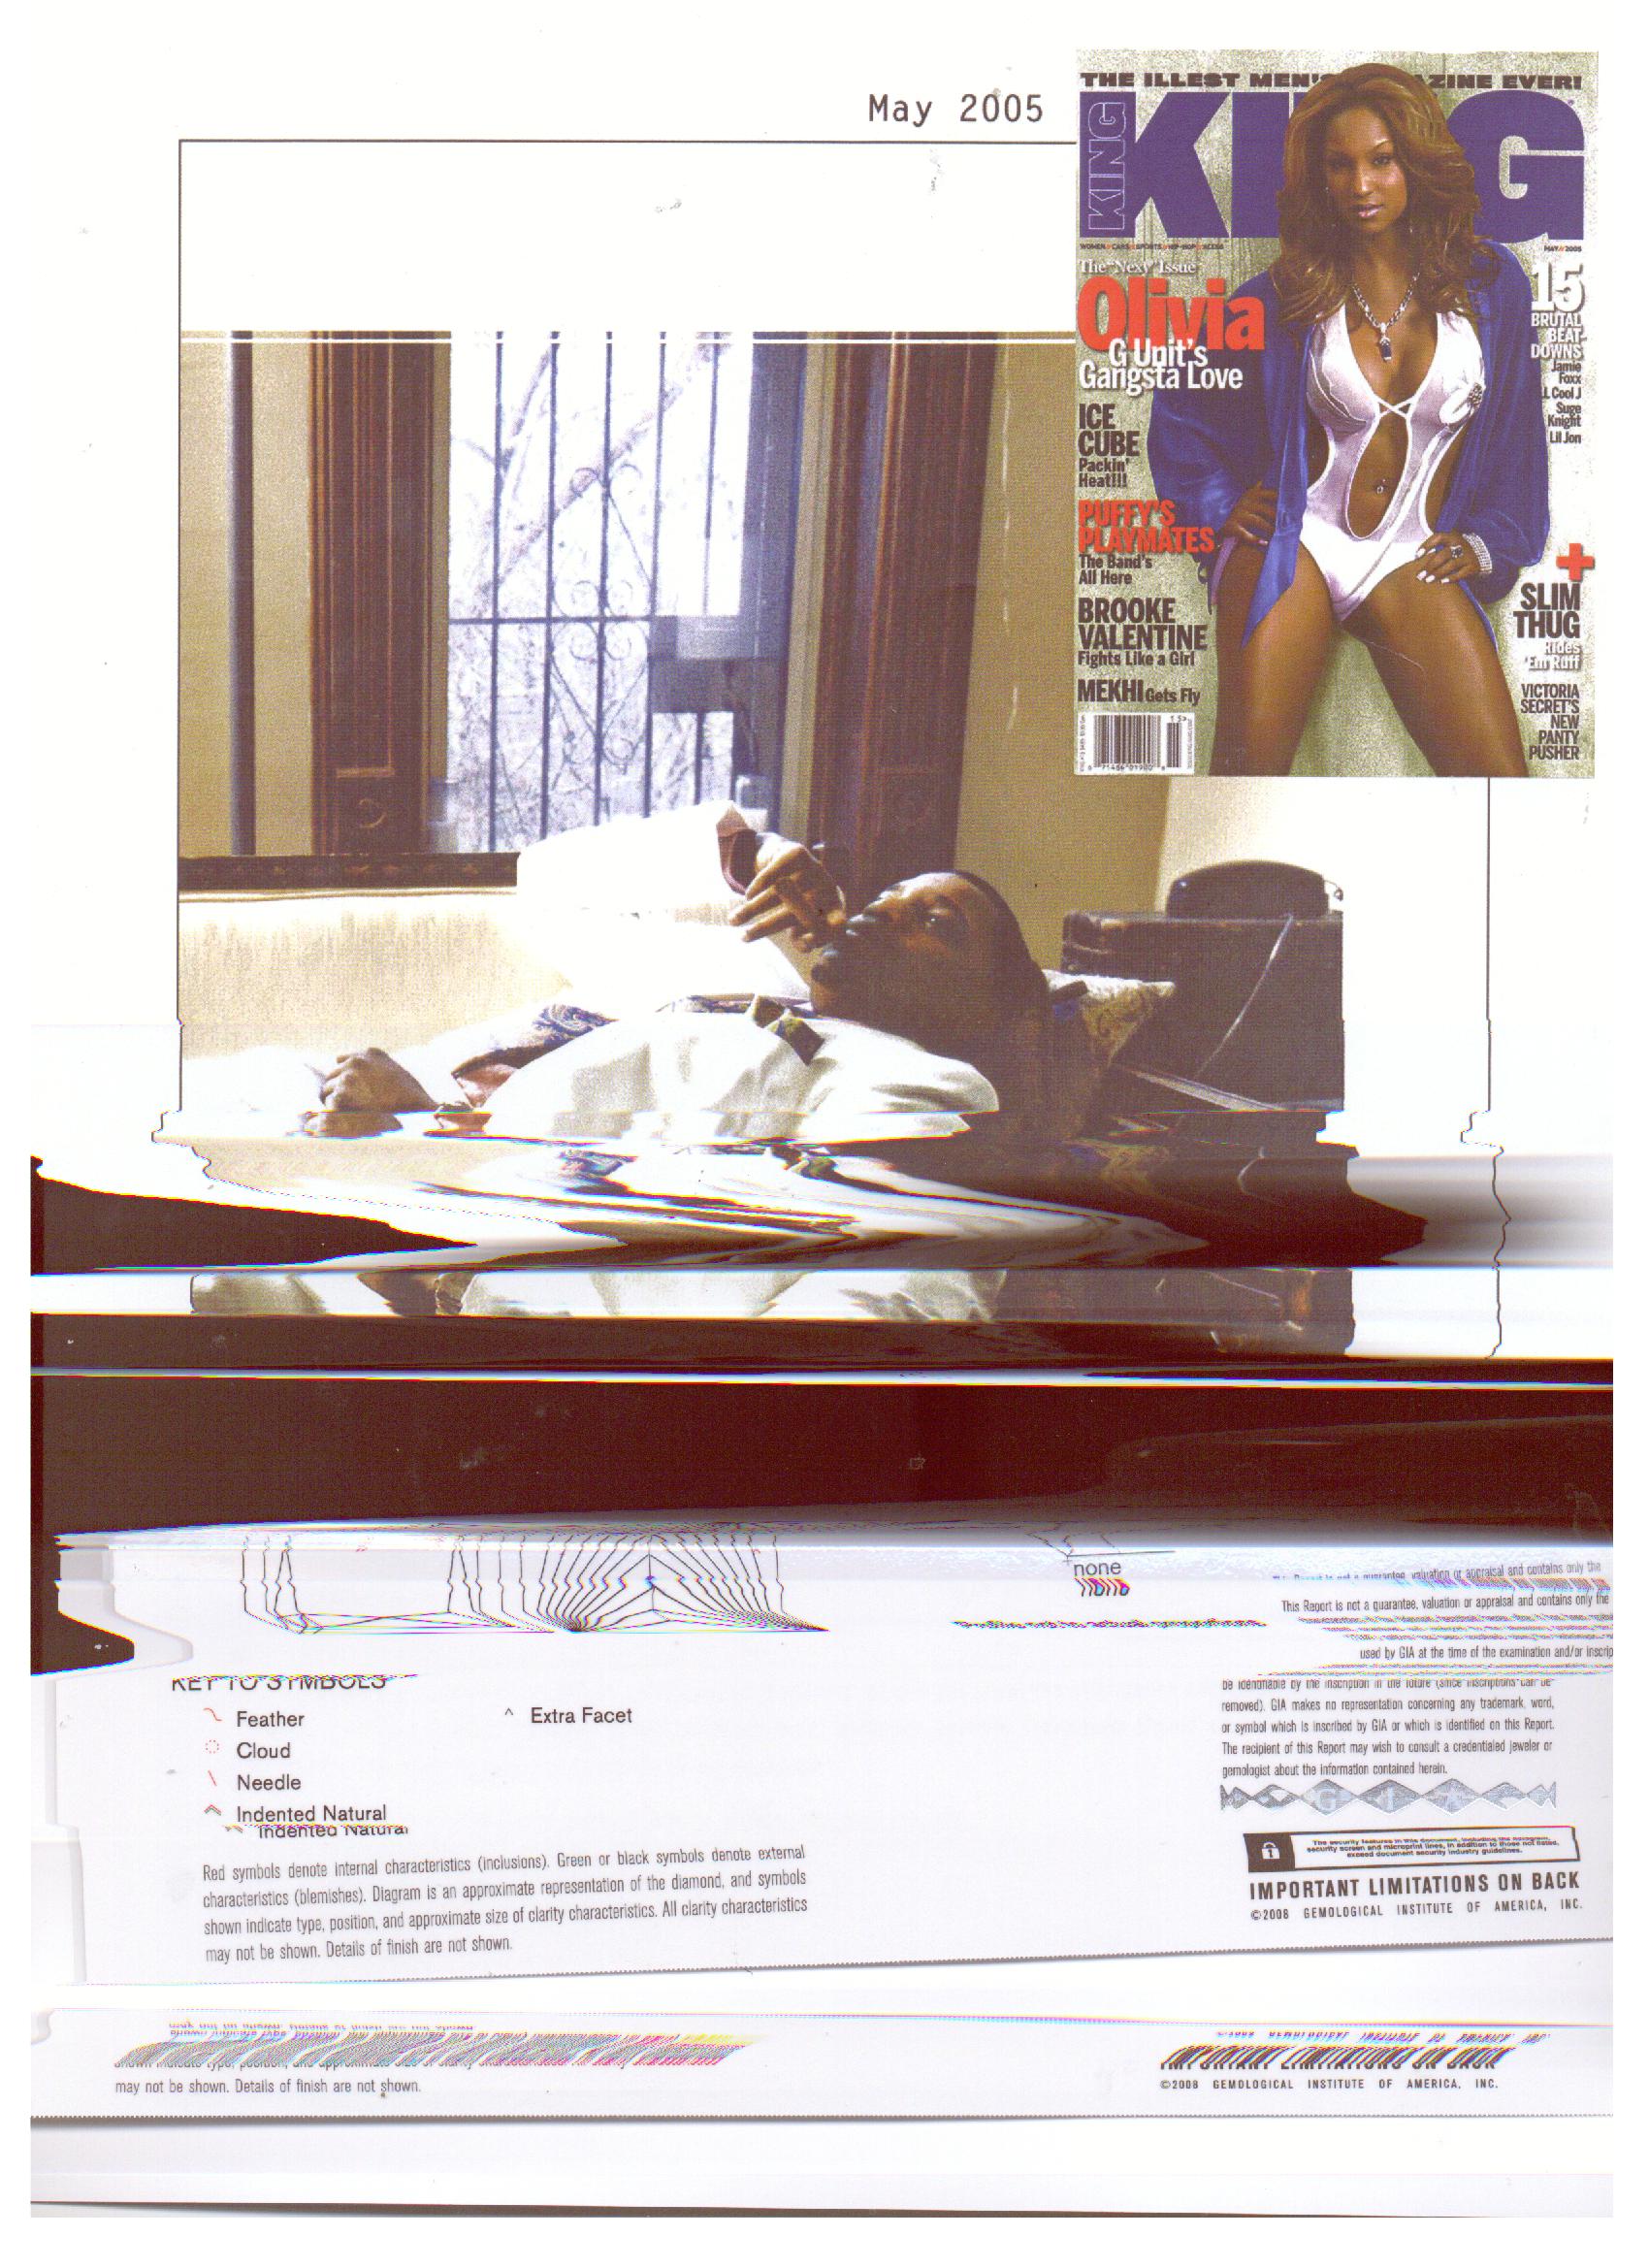 May 2005
THE ILLEST MEN'S MAGAZINE EVER!
KING
KING
WOMEN CARS SPORTS HIP-HOP
MAY 2005
The "Nexy" Issue
Olivia
G Unit's
Gangsta Love
ICE
CUBE
Packin'
Heat!!!
PUFFY'S
PLAYMATES
The Band's
All Here
BROOKE
VALENTINE
Fights Like a Girl
MEKHI Gets Fly
15
BRUTAL
BEAT-
DOWNS
Jamie
Foxx
LL Cool J
Suge
Knight
Lil Jon
+
SLIM
THUG
Rides
'Em Ruff
VICTORIA
SECRET'S
NEW
PANTY
PUSHER
none
This Report is not a guarantee, valuation or appraisal and contains only the
This Report is not a guarantee, valuation or appraisal and contains only the
used by GIA at the time of the examination and/or inscrip
be identifiable by the inscription in the future (since inscriptions can be
removed). GIA makes no representation concerning any trademark, word,
or symbol which is inscribed by GIA or which is identified on this Report.
The recipient of this Report may wish to consult a credentialed jeweler or
gemologist about the information contained herein.
GIA
KEY TO SYMBOLS
Feather
Cloud
Needle
Indented Natural
Indented Natural
^ Extra Facet
Red symbols denote internal characteristics (inclusions). Green or black symbols denote external
characteristics (blemishes). Diagram is an approximate representation of the diamond, and symbols
shown indicate type, position, and approximate size of clarity characteristics. All clarity characteristics
may not be shown. Details of finish are not shown.
The security features in this document, including the hologram,
security screen and microprint lines, in addition to those not listed,
exceed document security industry guidelines.
IMPORTANT LIMITATIONS ON BACK
©2008 GEMOLOGICAL INSTITUTE OF AMERICA, INC.
may not be shown. Details of finish are not shown.
IMPORTANT LIMITATIONS ON BACK
©2008 GEMOLOGICAL INSTITUTE OF AMERICA, INC.